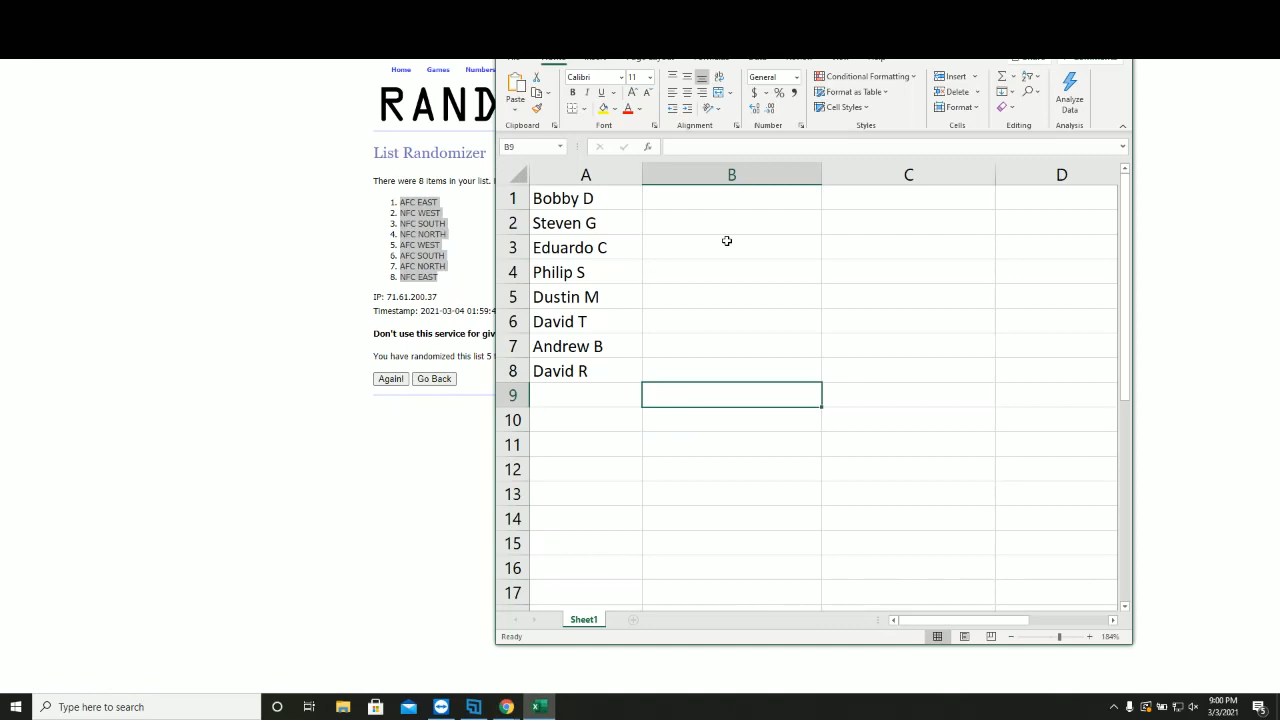 Home Games Numbers
RAND
List Randomizer
There were 8 items in your list.
1. AFC EAST
2. NFC WEST
3. NFC SOUTH
4. NFC NORTH
5. AFC WEST
6. AFC SOUTH
7. AFC NORTH
8. NFC EAST
IP: 71.61.200.37
Timestamp: 2021-03-04 01:59:4
Don't use this service for giv
You have randomized this list 5
Again! Go Back
Calibri 11 General Conditional Formatting Insert
Paste B I U $ % Format as Table Delete Analyze
Cell Styles Format Data
Clipboard Font Alignment Number Styles Cells Editing Analysis
B9 fx
A B C D
1 Bobby D
2 Steven G
3 Eduardo C
4 Philip S
5 Dustin M
6 David T
7 Andrew B
8 David R
9
10
11
12
13
14
15
16
17
Sheet1
Ready 184%
Type here to search
9:00 PM
3/3/2021
5